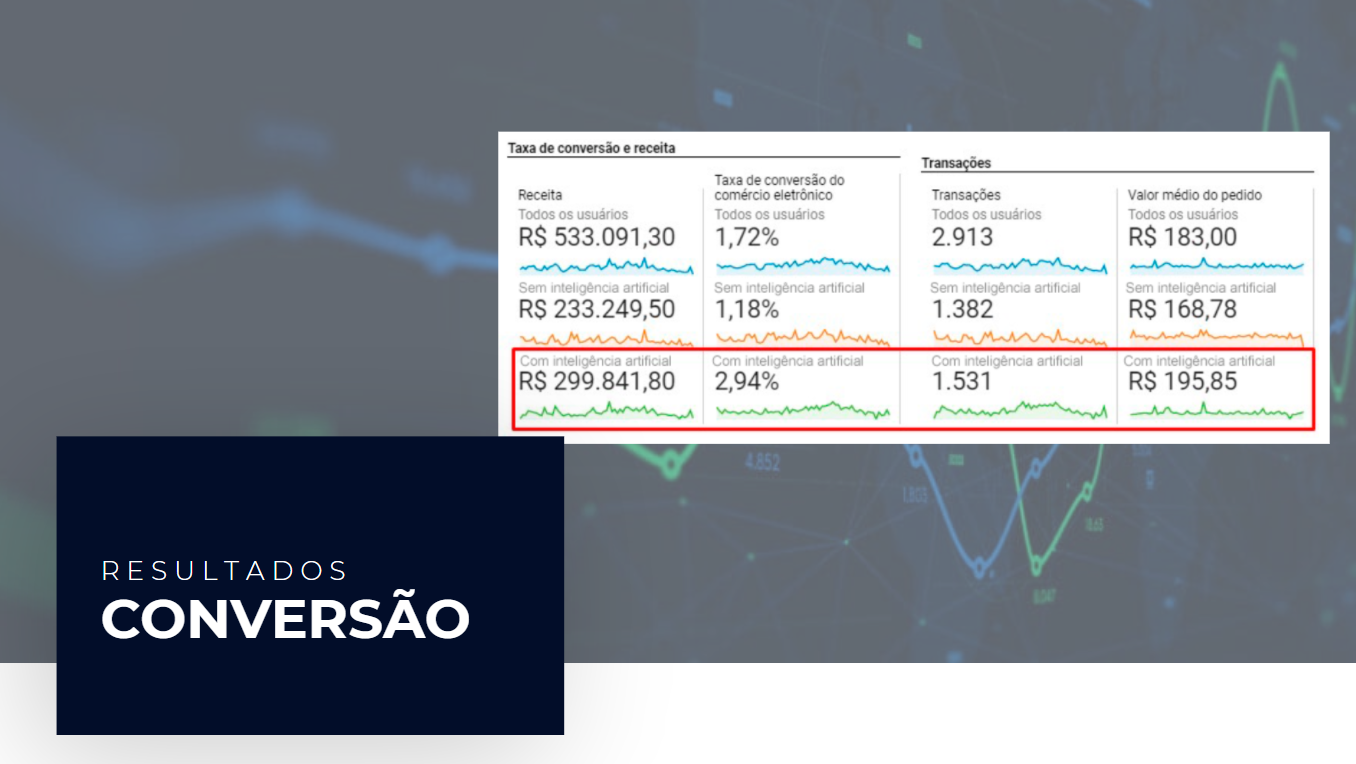 Taxa de conversão e receita
Transações
Receita
Todos os usuários
R$ 533.091,30
Sem inteligência artificial
R$ 233.249,50
Com inteligência artificial
R$ 299.841,80
Taxa de conversão do
comércio eletrônico
Todos os usuários
1,72%
Sem inteligência artificial
1,18%
Com inteligência artificial
2,94%
Transações
Todos os usuários
2.913
Sem inteligência artificial
1.382
Com inteligência artificial
1.531
Valor médio do pedido
Todos os usuários
R$ 183,00
Sem inteligência artificial
R$ 168,78
Com inteligência artificial
R$ 195,85
4,852
RESULTADOS
CONVERSÃO